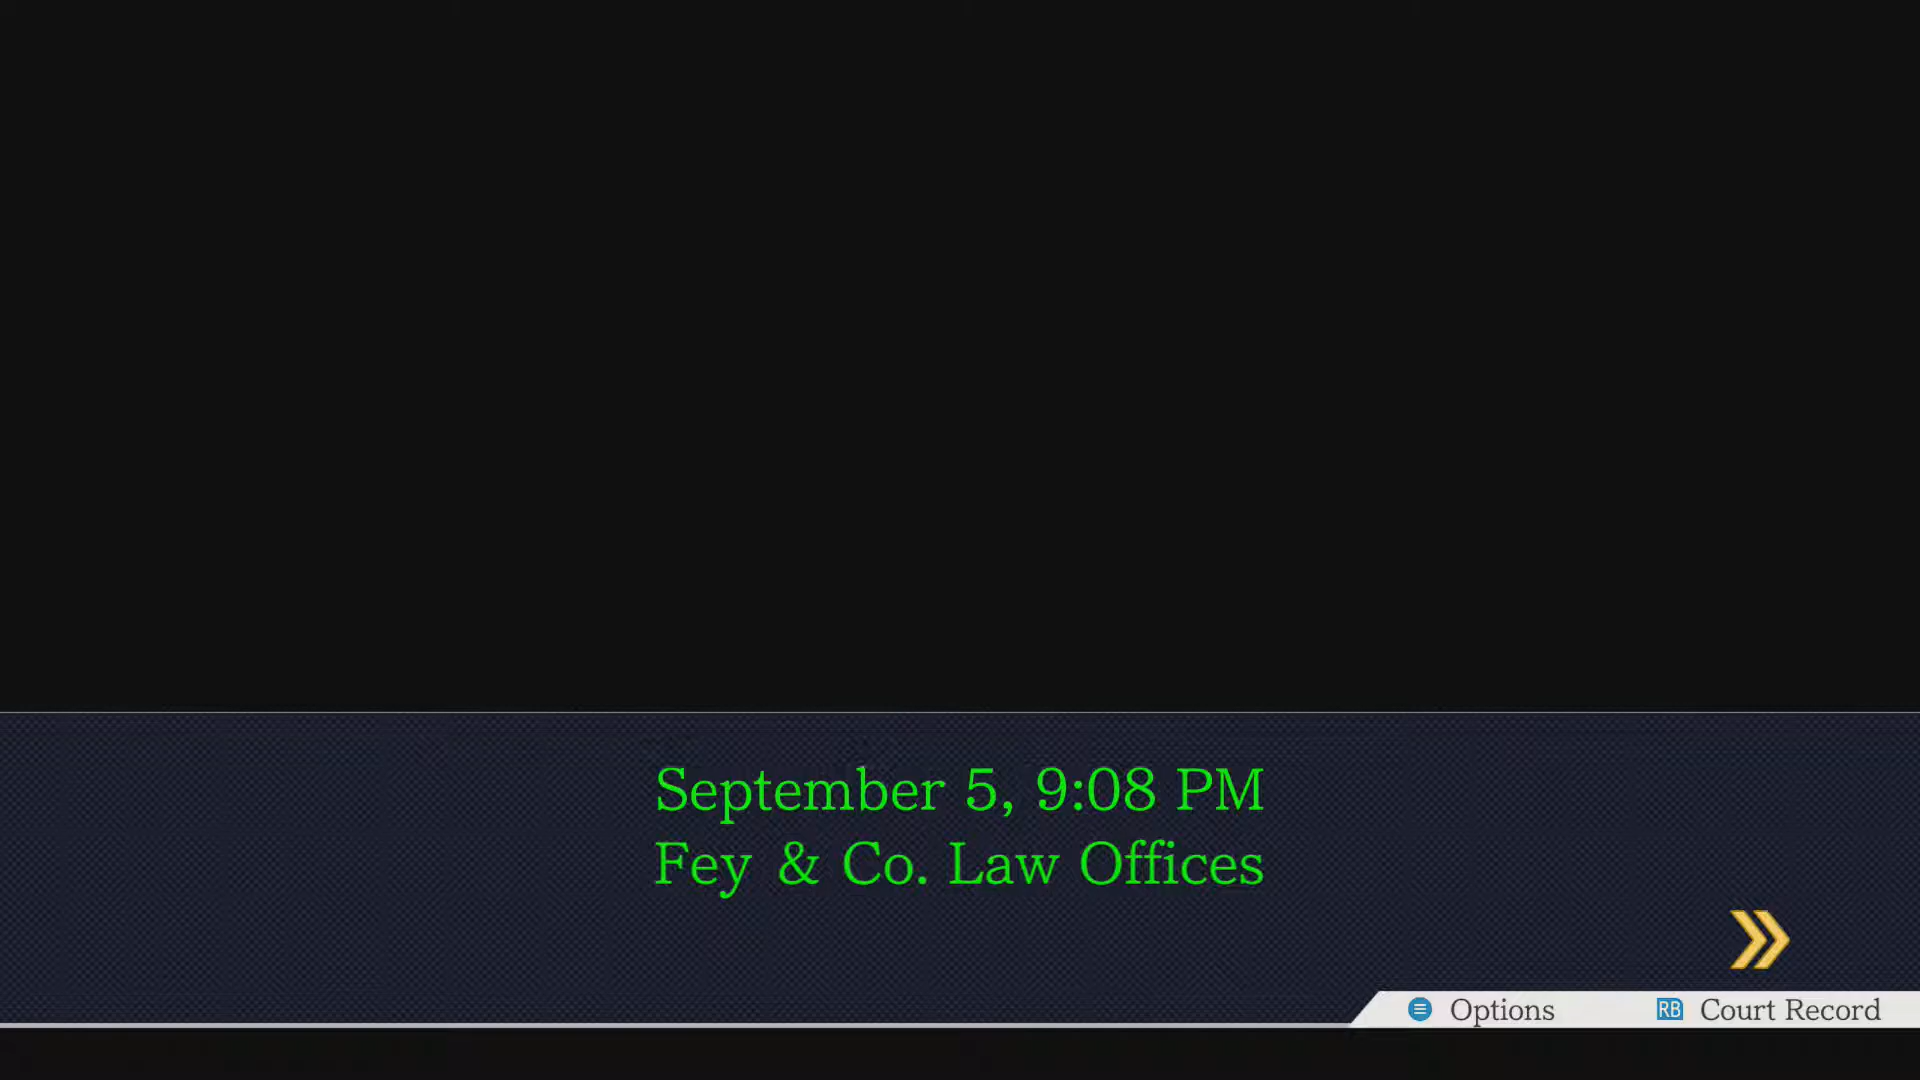 September 5, 9:08 PM
Fey & Co. Law Offices
Options
RB Court Record